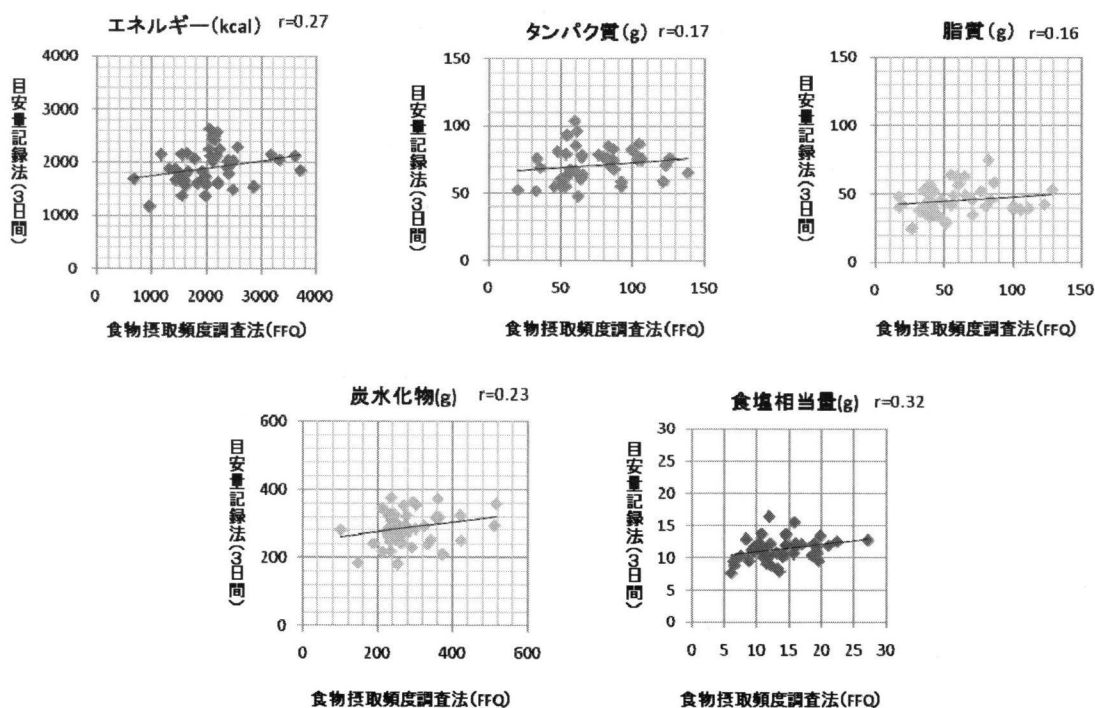 エネルギー(kcal) r=0.27
目安量記録法(3日間)
4000
3000
2000
1000
0
0 1000 2000 3000 4000
食物摂取頻度調査法(FFQ)
タンパク質(g) r=0.17
目安量記録法(3日間)
150
100
50
0
0 50 100 150
食物摂取頻度調査法(FFQ)
脂質(g) r=0.16
目安量記録法(3日間)
150
100
50
0
0 50 100 150
食物摂取頻度調査法(FFQ)
炭水化物(g) r=0.23
目安量記録法(3日間)
600
400
200
0
0 200 400 600
食物摂取頻度調査法(FFQ)
食塩相当量(g) r=0.32
目安量記録法(3日間)
30
25
20
15
10
5
0
0 5 10 15 20 25 30
食物摂取頻度調査法(FFQ)